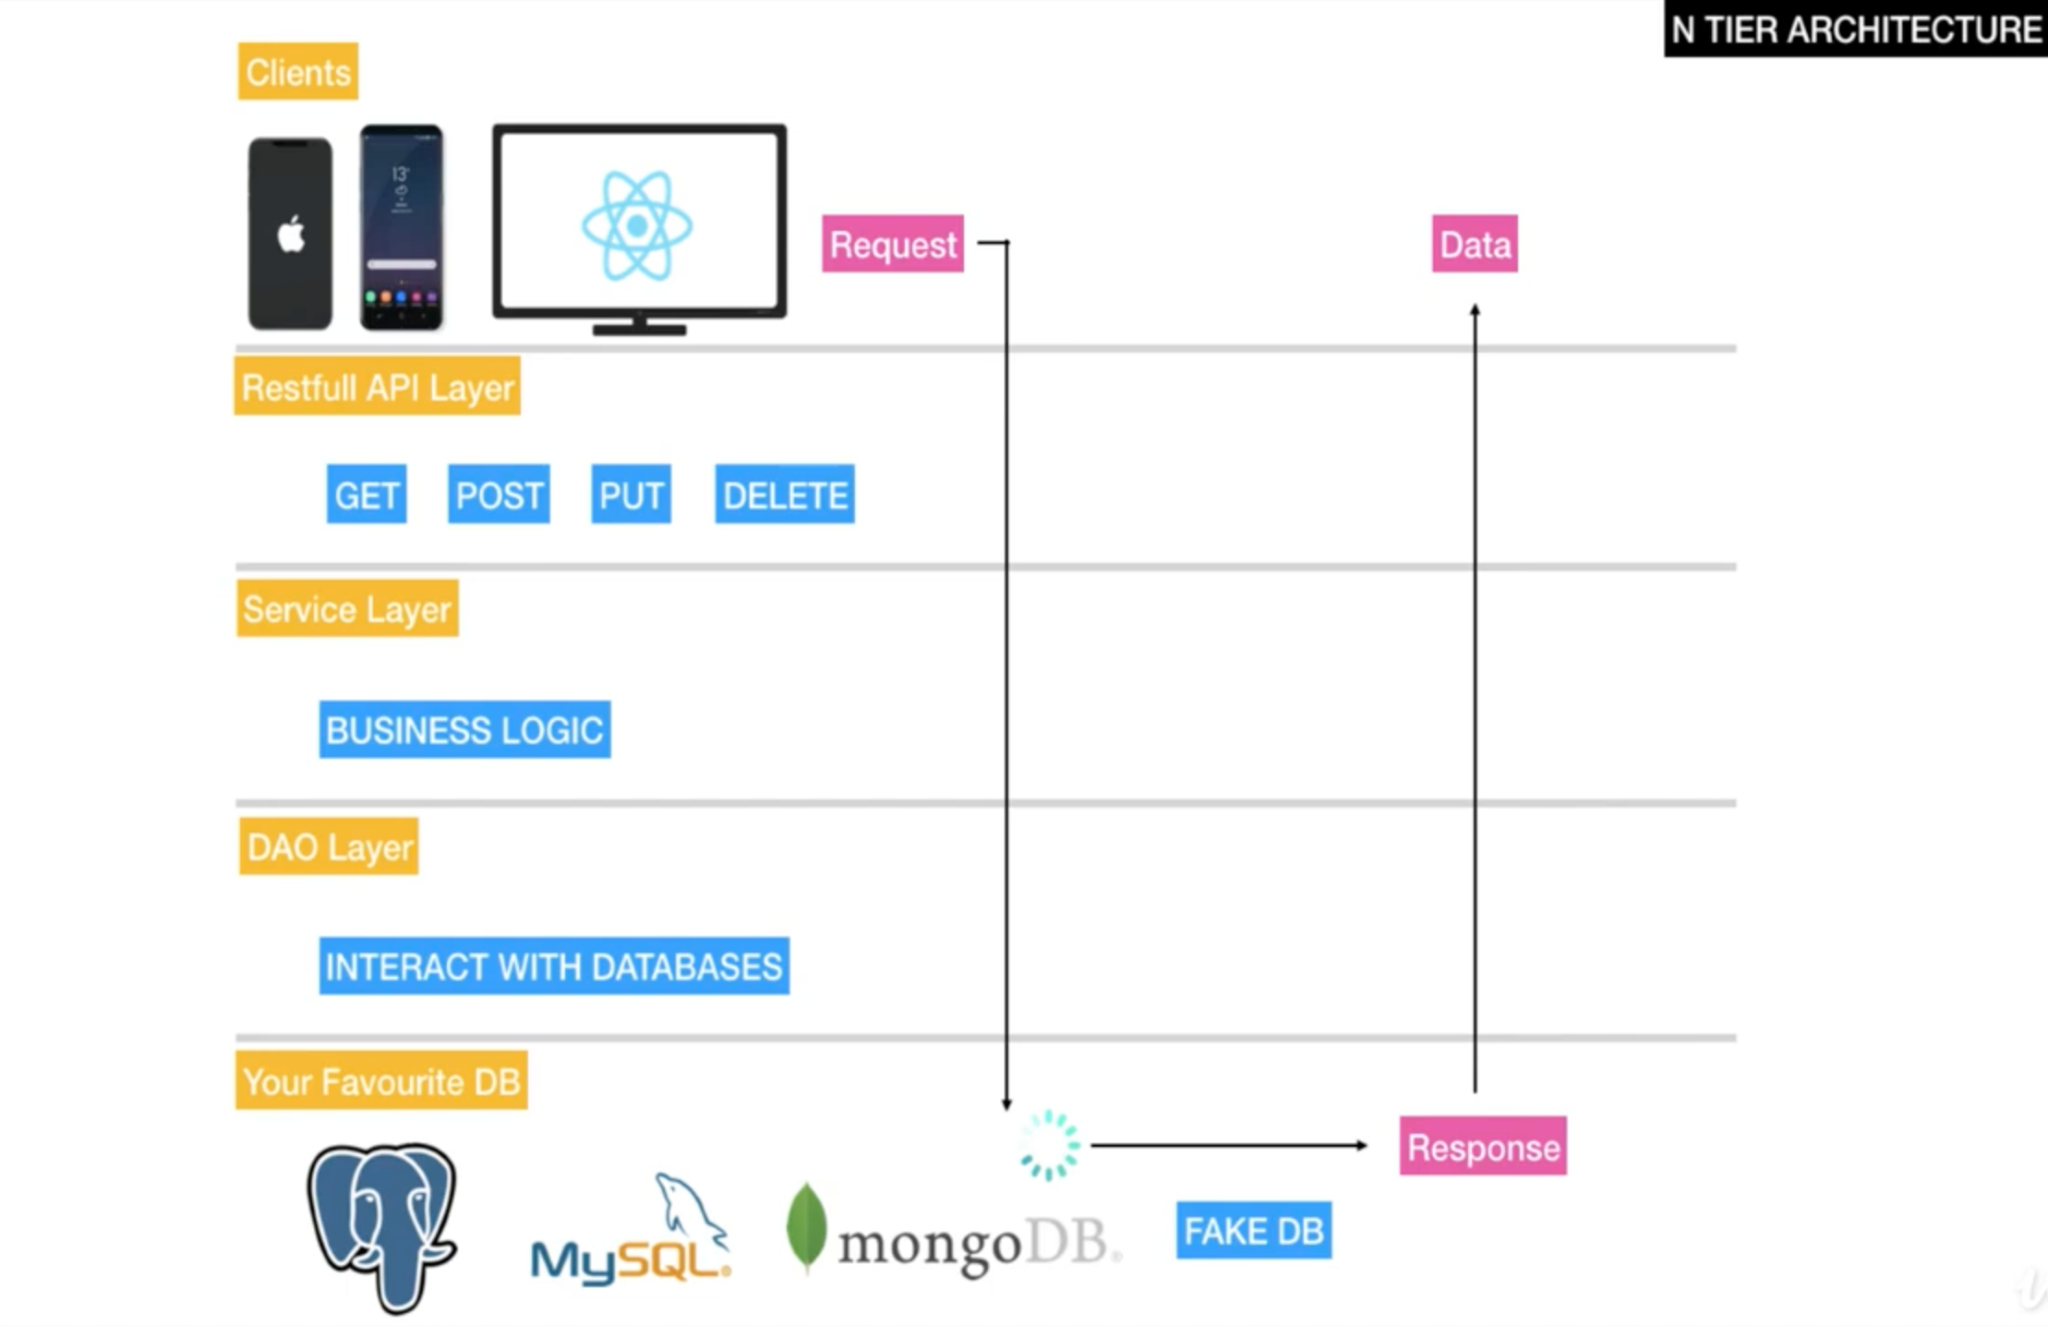 N TIER ARCHITECTURE
Clients
13°
Request
Data
Restfull API Layer
GET POST PUT DELETE
Service Layer
BUSINESS LOGIC
DAO Layer
INTERACT WITH DATABASES
Your Favourite DB
Response
MySQL
mongoDB
FAKE DB